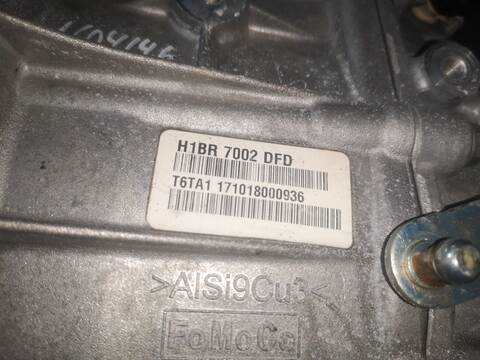 H1BR 7002 DFD
T6TA1 171018000936
>AlSi9Cu3<
FoMoCo